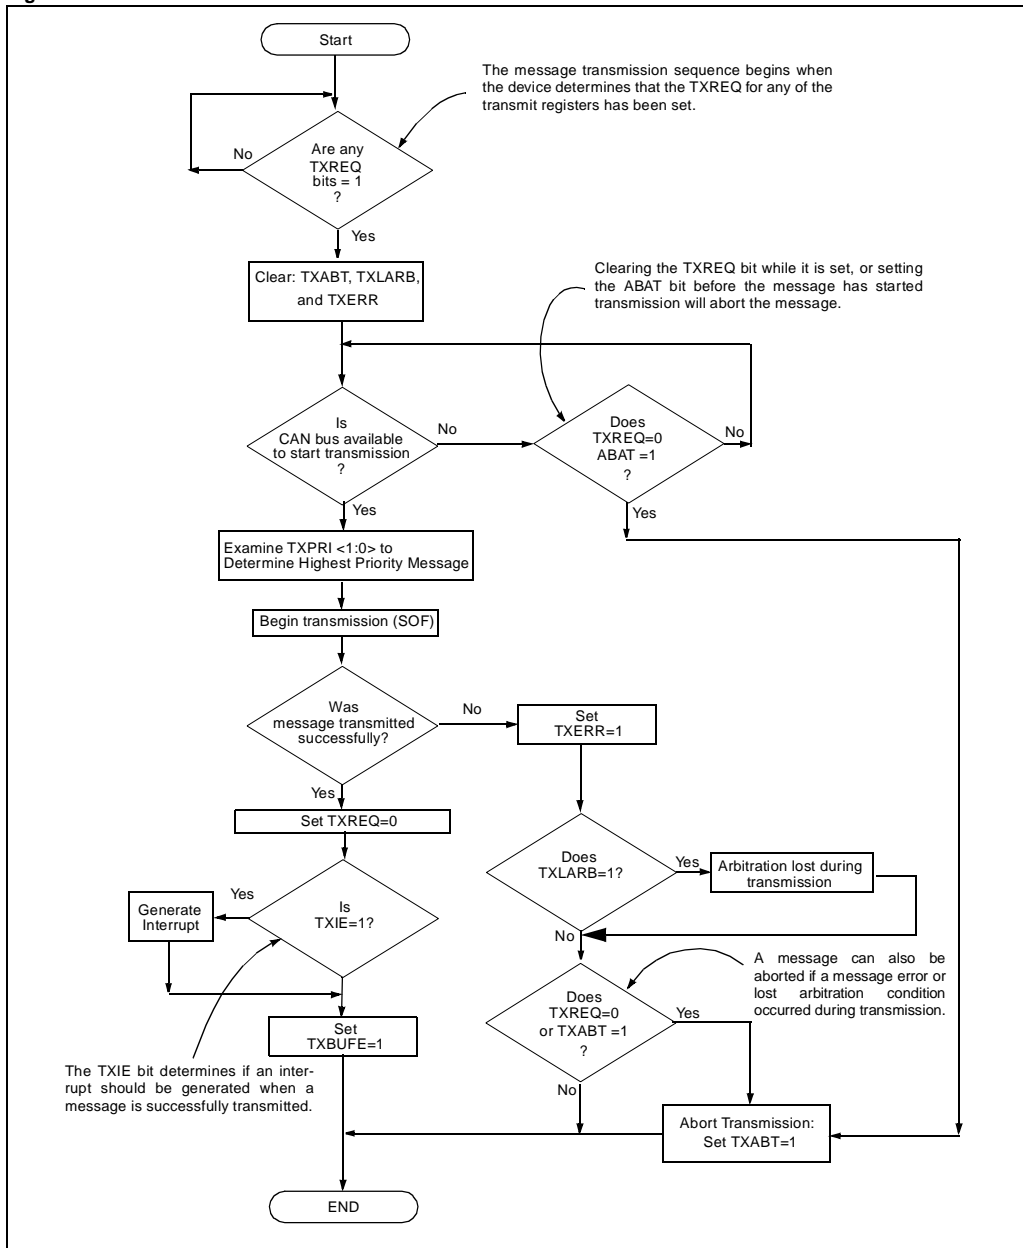 Start
The message transmission sequence begins when
the device determines that the TXREQ for any of the
transmit registers has been set.
Are any
TXREQ
bits = 1
?
No
Yes
Clear: TXABT, TXLARB,
and TXERR
Clearing the TXREQ bit while it is set, or setting
the ABAT bit before the message has started
transmission will abort the message.
Is
CAN bus available
to start transmission
?
No
Does
TXREQ=0
ABAT =1
?
No
Yes
Yes
Examine TXPRI <1:0> to
Determine Highest Priority Message
Begin transmission (SOF)
Was
message transmitted
successfully?
No
Set
TXERR=1
Yes
Set TXREQ=0
Does
TXLARB=1?
Yes
Arbitration lost during
transmission
Is
TXIE=1?
Yes
Generate
Interrupt
No
A message can also be
aborted if a message error or
lost arbitration condition
occurred during transmission.
Does
TXREQ=0
or TXABT =1
?
Yes
Set
TXBUFE=1
The TXIE bit determines if an inter-
rupt should be generated when a
message is successfully transmitted.
No
Abort Transmission:
Set TXABT=1
END